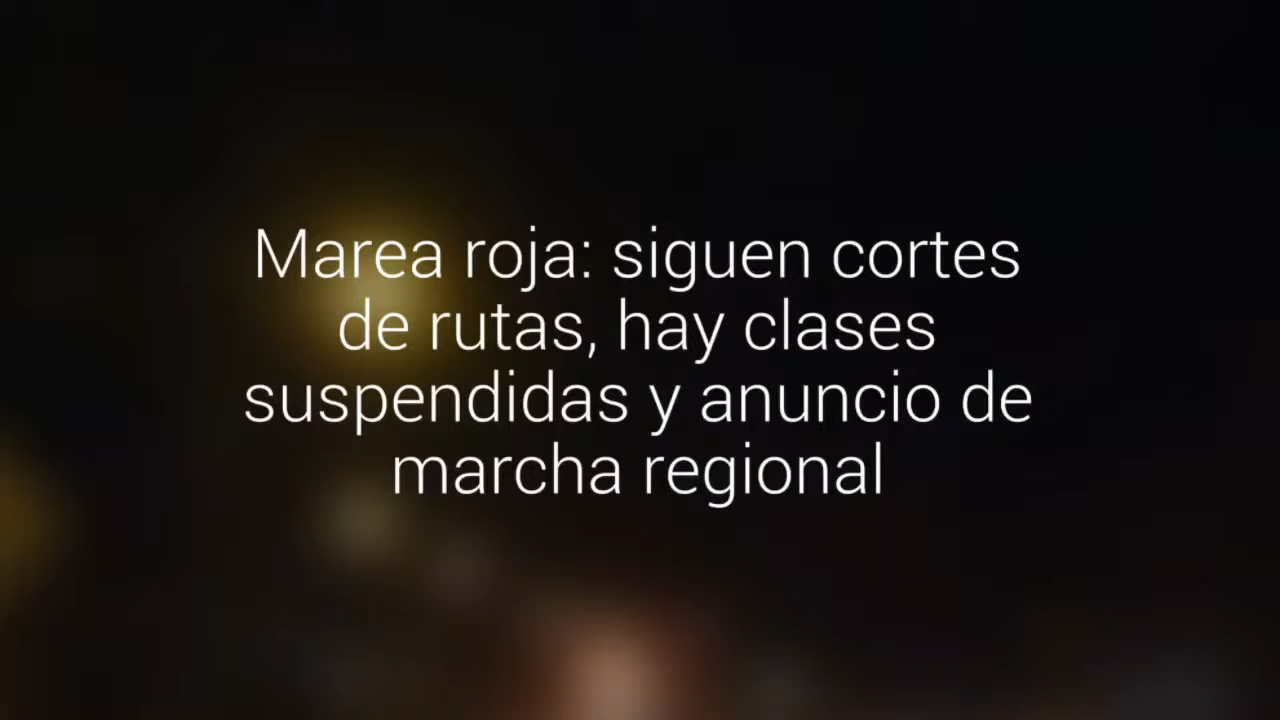 Marea roja: siguen cortes
de rutas, hay clases
suspendidas y anuncio de
marcha regional